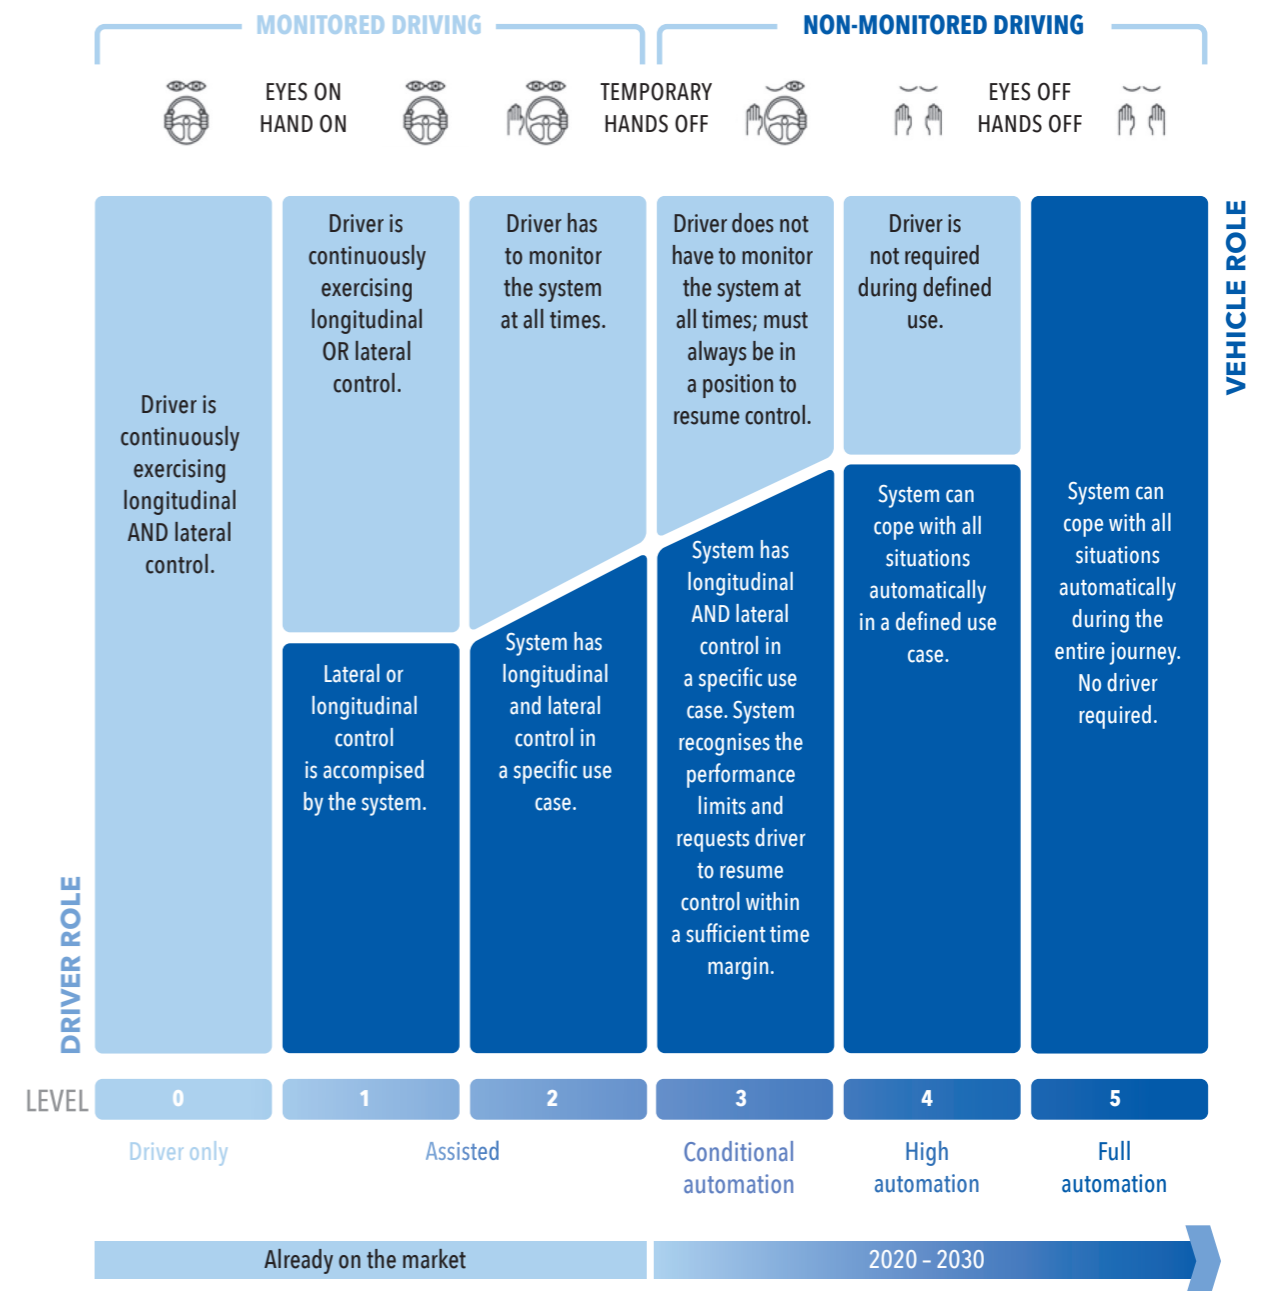 MONITORED DRIVING
NON-MONITORED DRIVING
EYES ON
HAND ON
TEMPORARY
HANDS OFF
EYES OFF
HANDS OFF
Driver is
continuously
exercising
longitudinal
AND lateral
control.
Driver is
continuously
exercising
longitudinal
OR lateral
control.
Lateral or
longitudinal
control
is accompised
by the system.
Driver has
to monitor
the system
at all times.
System has
longitudinal
and lateral
control in
a specific use
case.
Driver does not
have to monitor
the system at
all times; must
always be in
a position to
resume control.
System has
longitudinal
AND lateral
control in
a specific use
case. System
recognises the
performance
limits and
requests driver
to resume
control within
a sufficient time
margin.
Driver is
not required
during defined
use.
System can
cope with all
situations
automatically
in a defined use
case.
System can
cope with all
situations
automatically
during the
entire journey.
No driver
required.
VEHICLE ROLE
DRIVER ROLE
LEVEL
0
1
2
3
4
5
Driver only
Assisted
Conditional
automation
High
automation
Full
automation
Already on the market
2020 – 2030